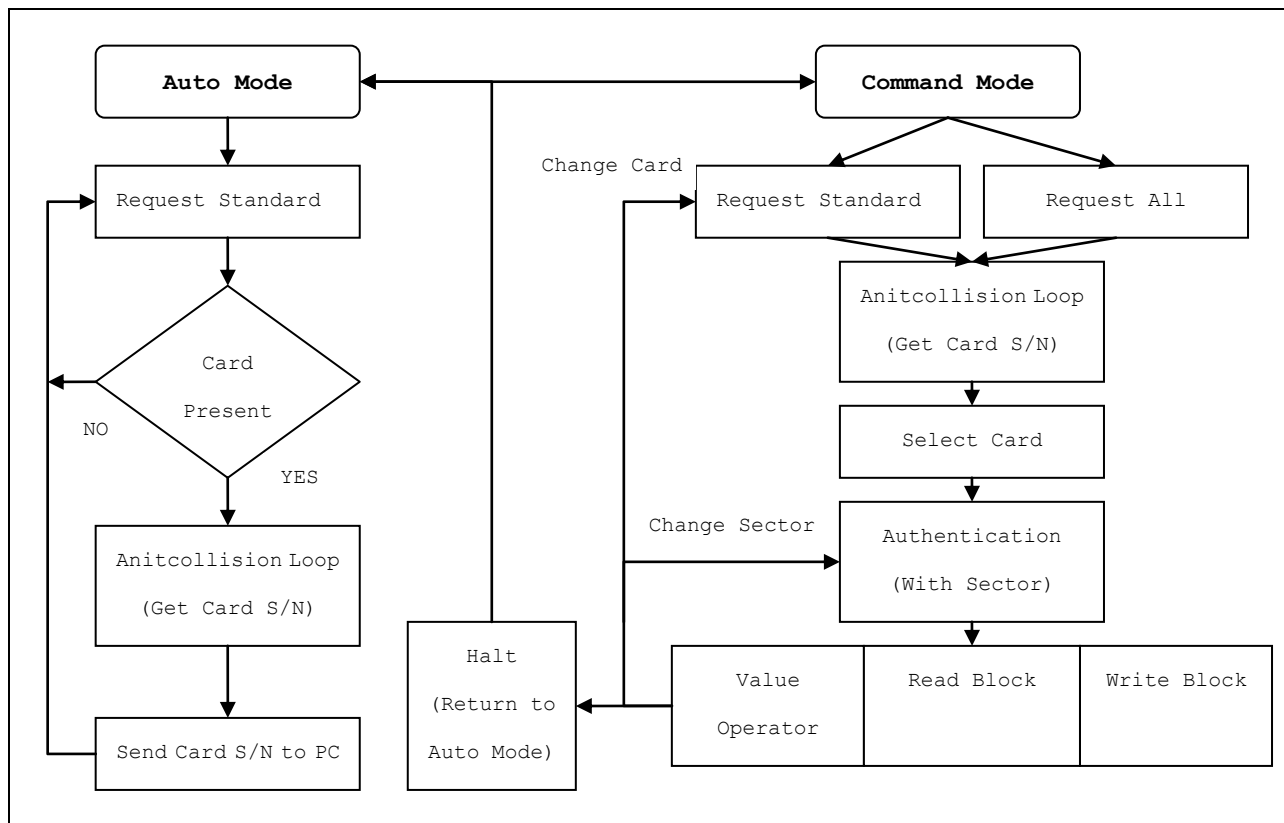 Auto Mode
Command Mode
Change Card
Request Standard
Request Standard
Request All
Card
Present
NO
YES
Anitcollision Loop
(Get Card S/N)
Select Card
Change Sector
Authentication
(With Sector)
Anitcollision Loop
(Get Card S/N)
Send Card S/N to PC
Halt
(Return to
Auto Mode)
Value
Operator
Read Block
Write Block